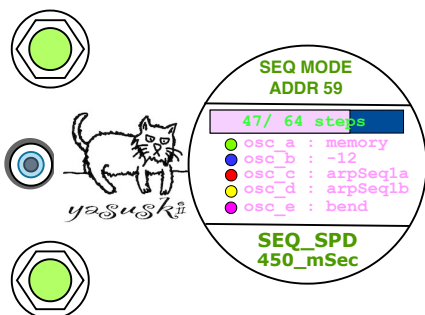 SEQ MODE
ADDR 59
47/ 64 steps
osc_a : memory
osc_b : -12
osc_c : arpSeq1a
osc_d : arpSeq1b
osc_e : bend
yasuskii
SEQ_SPD
450_mSec